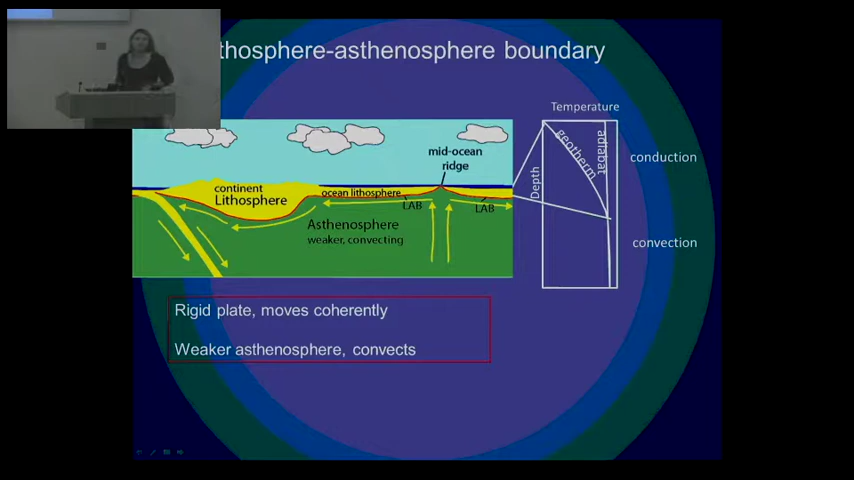 thosphere-asthenosphere boundary
Temperature
geotherm
adiabat
Depth
conduction
convection
mid-ocean
ridge
continent
Lithosphere
ocean lithosphere
LAB
LAB
Asthenosphere
weaker, convecting
Rigid plate, moves coherently
Weaker asthenosphere, convects